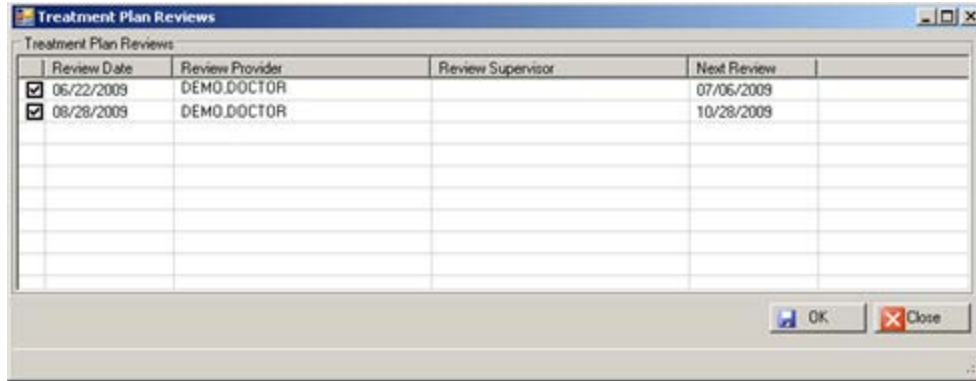 Treatment Plan Reviews
Treatment Plan Reviews
Review Date Review Provider Review Supervisor Next Review
06/22/2009 DEMO,DOCTOR 07/06/2009
08/28/2009 DEMO,DOCTOR 10/28/2009
OK Close